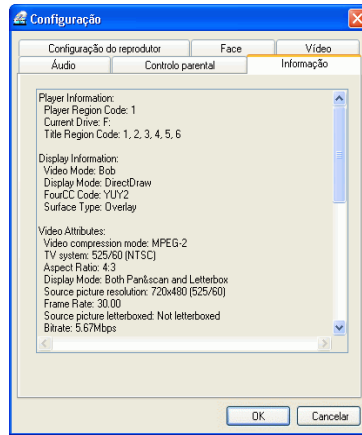 Configuração
Configuração do reprodutor Face Vídeo
Áudio Controlo parental Informação
Player Information:
Player Region Code: 1
Current Drive: F:
Title Region Code: 1, 2, 3, 4, 5, 6
Display Information:
Video Mode: Bob
Display Mode: DirectDraw
FourCC Code: YUY2
Surface Type: Overlay
Video Attributes:
Video compression mode: MPEG-2
TV system: 525/60 (NTSC)
Aspect Ratio: 4:3
Display Mode: Both Pan&scan and Letterbox
Source picture resolution: 720x480 (525/60)
Frame Rate: 30.00
Source picture letterboxed: Not letterboxed
Bitrate: 5.67Mbps
OK Cancelar